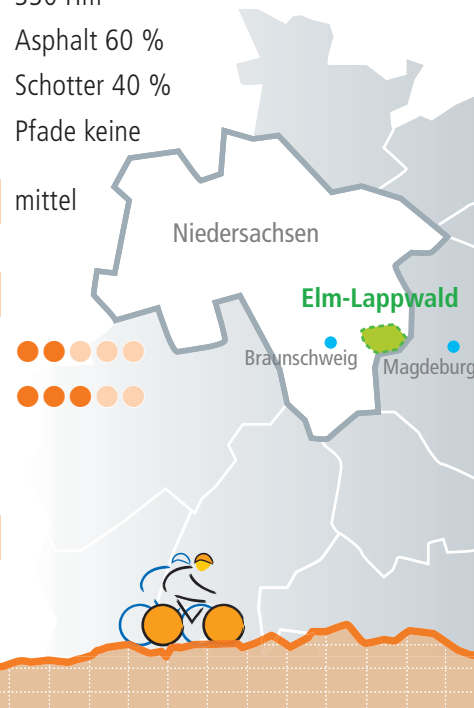 Asphalt 60 %
Schotter 40 %
Pfade keine
mittel
Niedersachsen
Elm-Lappwald
Braunschweig
Magdeburg